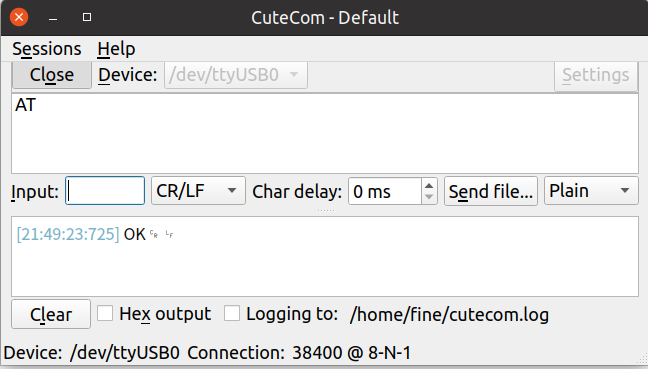 CuteCom - Default
Sessions Help
Close Device: /dev/ttyUSB0 Settings
AT
Input: CR/LF Char delay: 0 ms Send file... Plain
[21:49:23:725] OK␍␊
Clear Hex output Logging to: /home/fine/cutecom.log
Device: /dev/ttyUSB0 Connection: 38400 @ 8-N-1